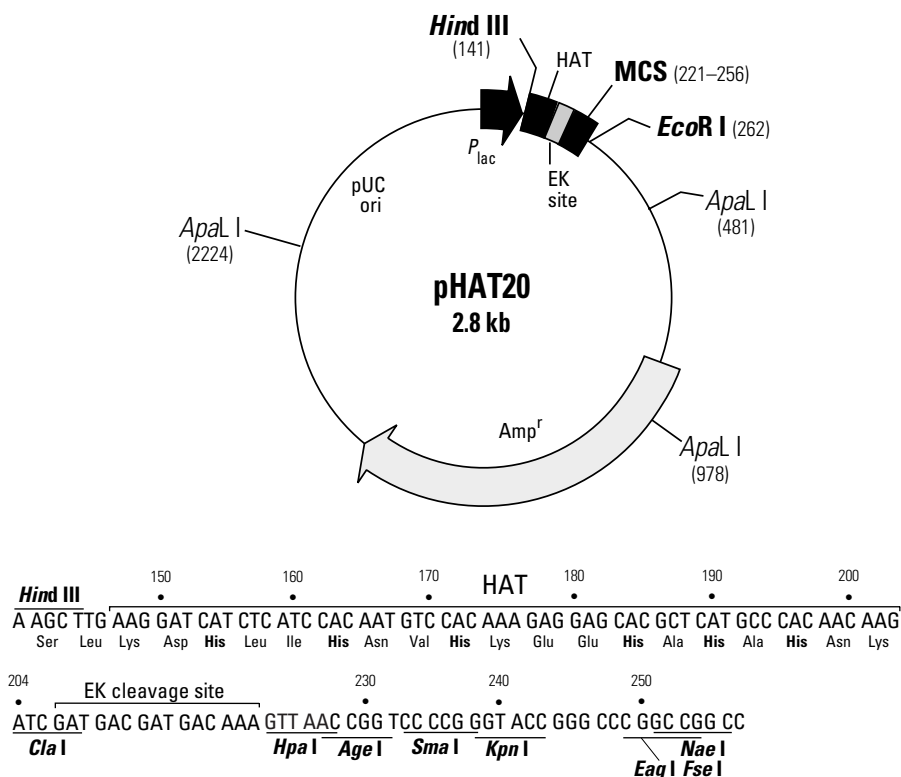 Hind III
(141)
HAT
MCS (221–256)
EcoR I (262)
Plac
EK
site
pUC
ori
ApaL I
(481)
ApaL I
(2224)
pHAT20
2.8 kb
Ampr
ApaL I
(978)
HAT
Hind III 150 160 170 180 190 200
A AGC TTG AAG GAT CAT CTC ATC CAC AAT GTC CAC AAA GAG GAG CAC GCT CAT GCC CAC AAC AAG
Ser Leu Lys Asp His Leu Ile His Asn Val His Lys Glu Glu His Ala His Ala His Asn Lys
204 EK cleavage site 230 240 250
ATC GAT GAC GAT GAC AAA GTT AAC CGG TCC CCG GGT ACC GGG CCC GGC CGG CC
Cla I Hpa I Age I Sma I Kpn I Nae I
Eag I Fse I